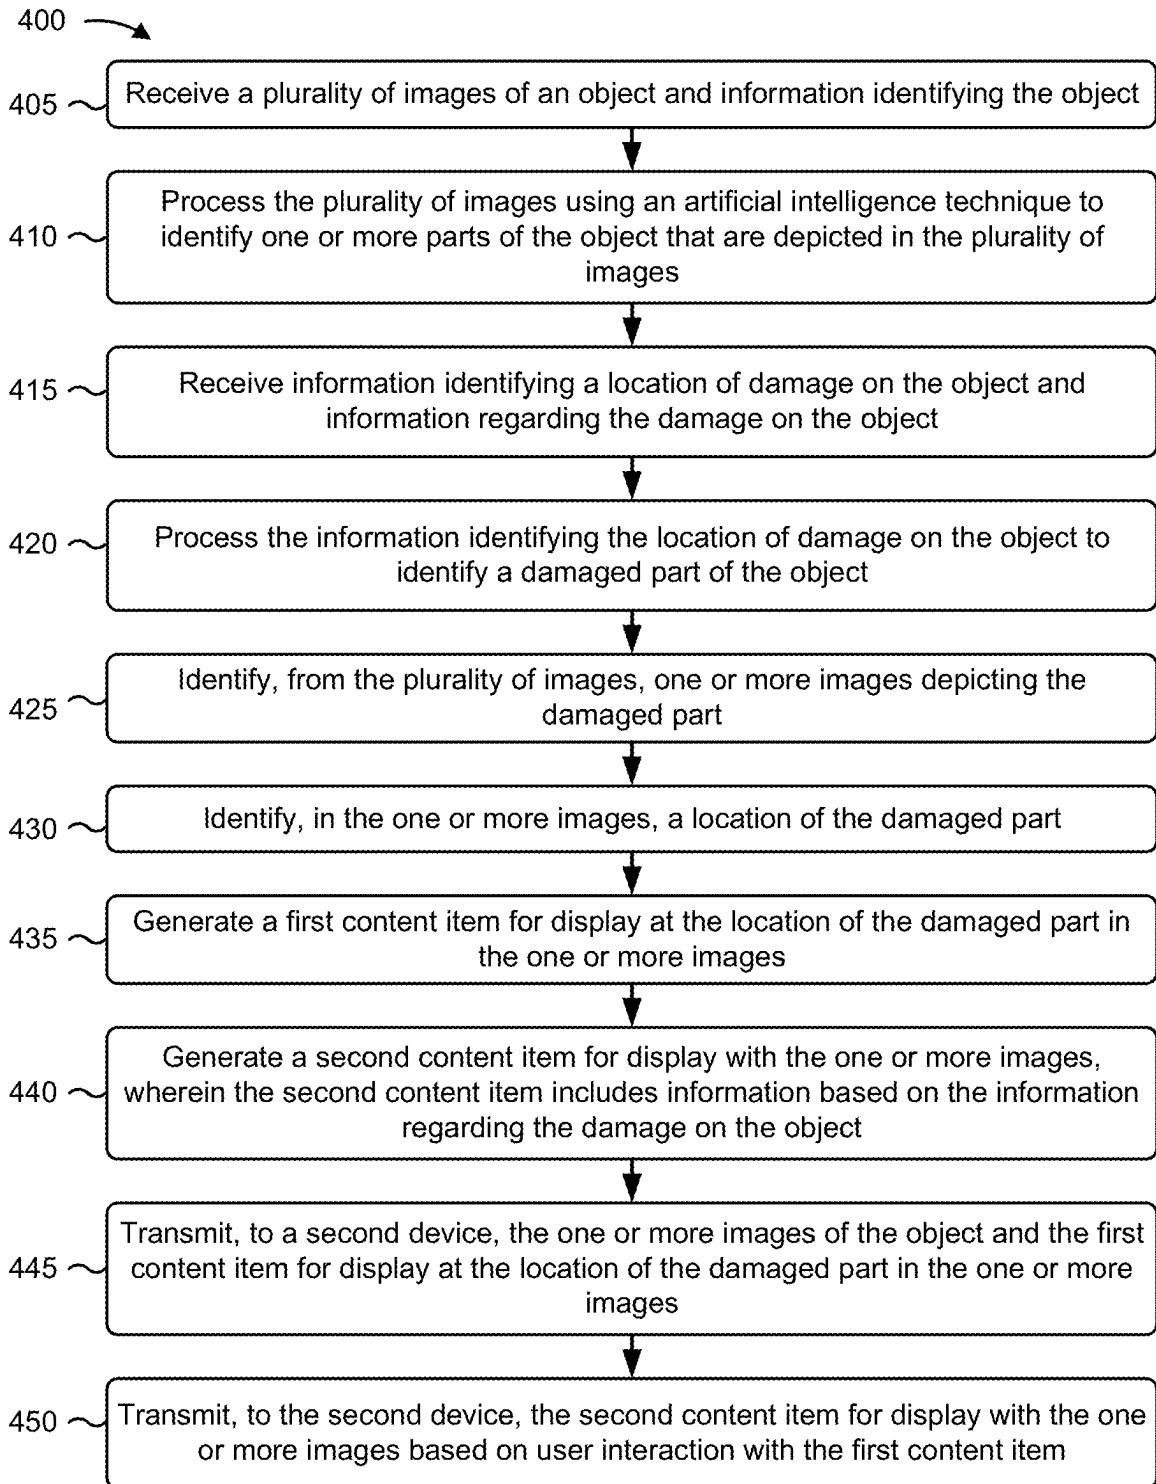 400
405
Receive a plurality of images of an object and information identifying the object
410
Process the plurality of images using an artificial intelligence technique to
identify one or more parts of the object that are depicted in the plurality of
images
415
Receive information identifying a location of damage on the object and
information regarding the damage on the object
420
Process the information identifying the location of damage on the object to
identify a damaged part of the object
425
Identify, from the plurality of images, one or more images depicting the
damaged part
430
Identify, in the one or more images, a location of the damaged part
435
Generate a first content item for display at the location of the damaged part in
the one or more images
440
Generate a second content item for display with the one or more images,
wherein the second content item includes information based on the information
regarding the damage on the object
445
Transmit, to a second device, the one or more images of the object and the first
content item for display at the location of the damaged part in the one or more
images
450
Transmit, to the second device, the second content item for display with the one
or more images based on user interaction with the first content item